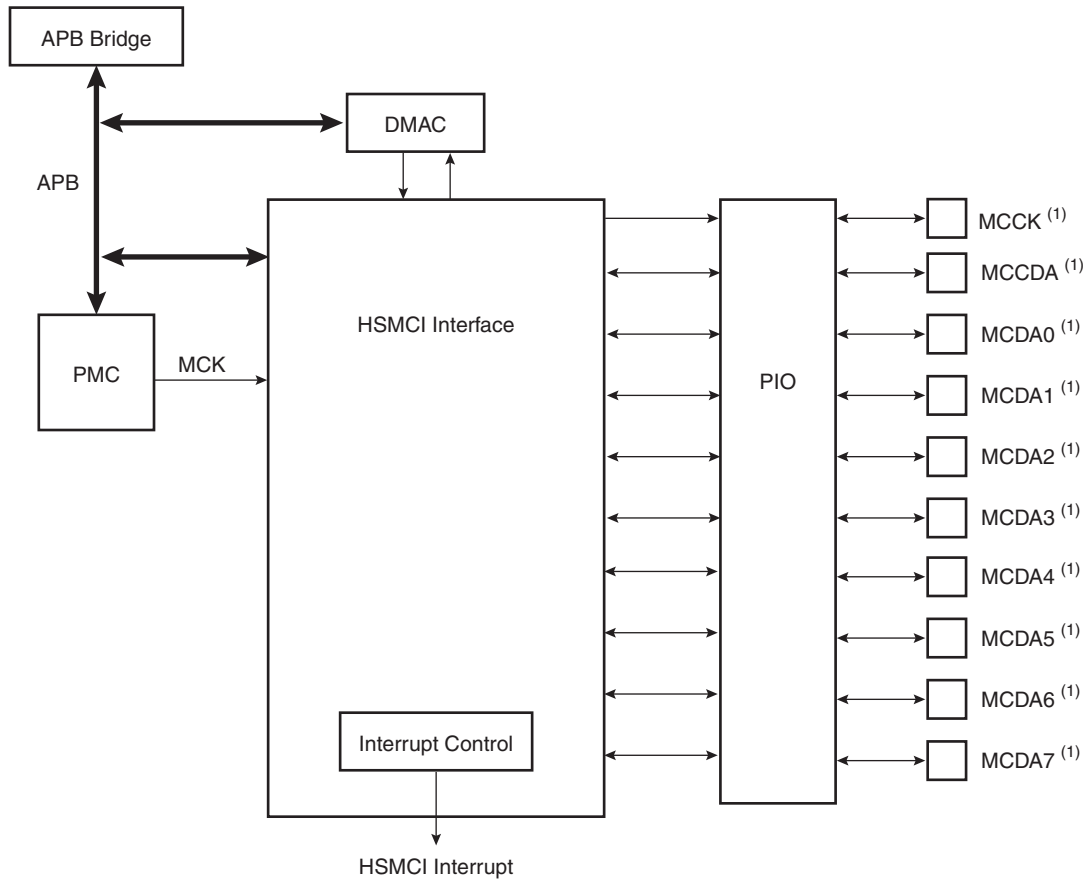 APB Bridge
DMAC
APB
MCCK (1)
MCCDA (1)
HSMCI Interface
MCDA0 (1)
PMC
MCK
PIO
MCDA1 (1)
MCDA2 (1)
MCDA3 (1)
MCDA4 (1)
MCDA5 (1)
MCDA6 (1)
Interrupt Control
MCDA7 (1)
HSMCI Interrupt